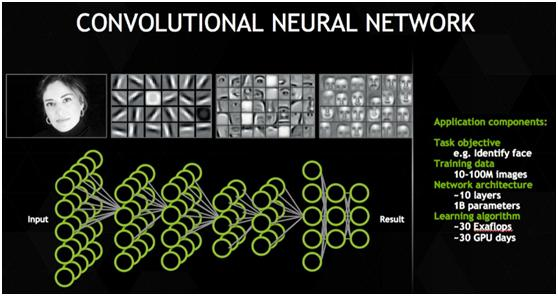 CONVOLUTIONAL NEURAL NETWORK
Input
Result
Application components:
Task objective
e.g. Identify face
Training data
10-100M images
Network architecture
~10 layers
1B parameters
Learning algorithm
~30 Exaflops
~30 GPU days